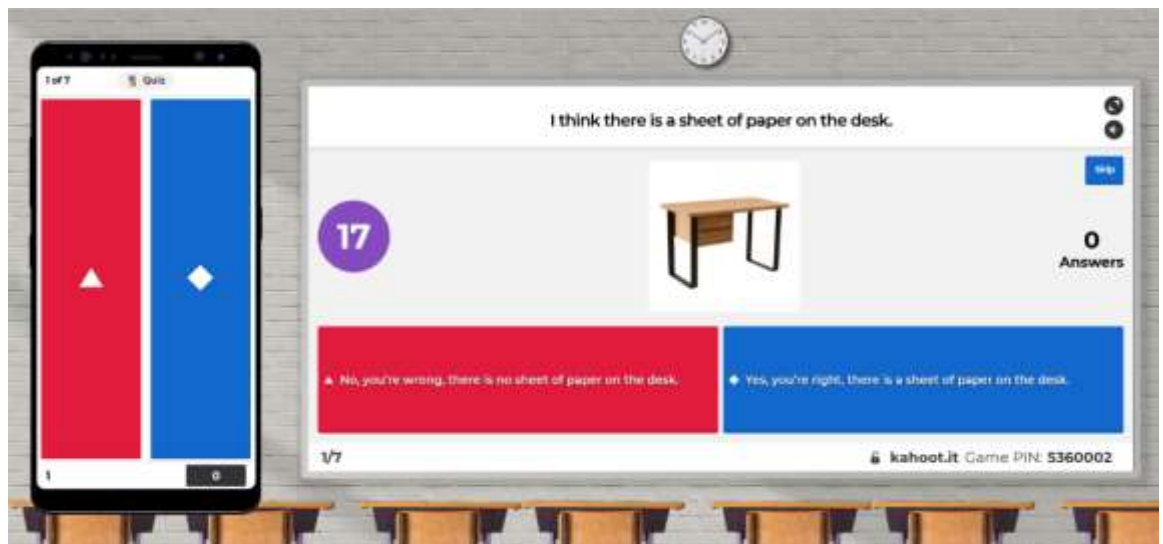 1 of 7
Quiz
1
0
I think there is a sheet of paper on the desk.
Skip
17
0
Answers
No, you're wrong, there is no sheet of paper on the desk.
Yes, you're right, there is a sheet of paper on the desk.
1/7
kahoot.it Game PIN: 5360002